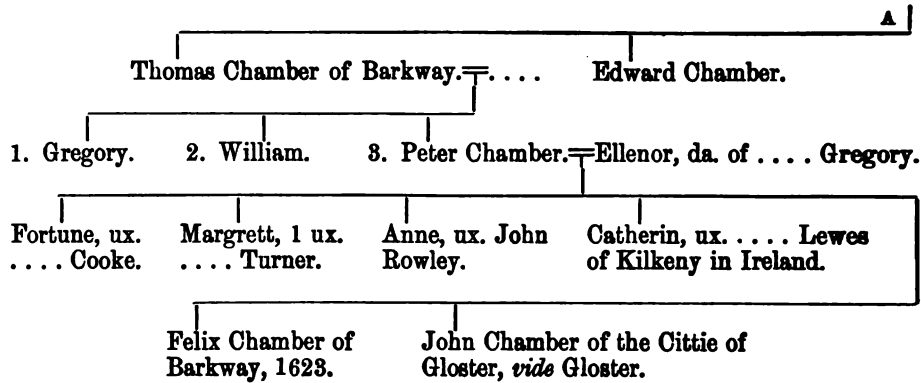 A
Thomas Chamber of Barkway.=. . . .    Edward Chamber.
1. Gregory.    2. William.    3. Peter Chamber.=Ellenor, da. of . . . . Gregory.
Fortune, ux.    Margrett, 1 ux.    Anne, ux. John    Catherin, ux. . . . . . Lewes
. . . . Cooke.    . . . . Turner.    Rowley.    of Kilkeny in Ireland.
Felix Chamber of    John Chamber of the Cittie of
Barkway, 1623.    Gloster, vide Gloster.